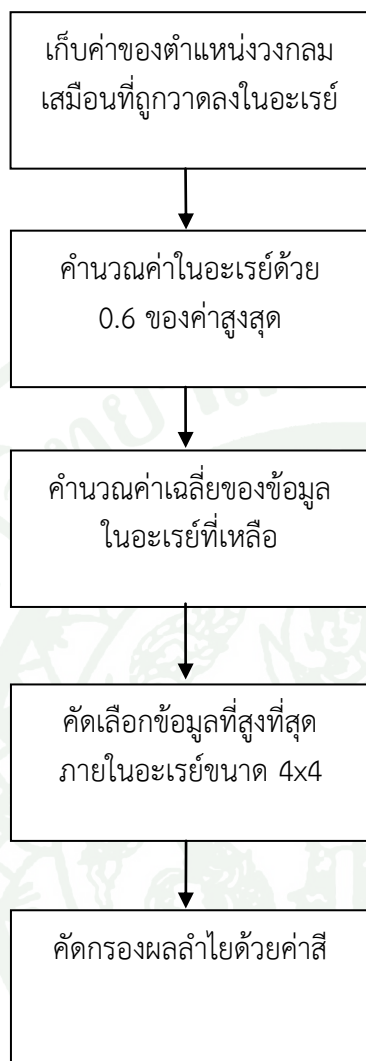 เก็บค่าของตำแหน่งวงกลม
เสมือนที่ถูกวาดลงในอะเรย์
คำนวณค่าในอะเรย์ด้วย
0.6 ของค่าสูงสุด
คำนวณค่าเฉลี่ยของข้อมูล
ในอะเรย์ที่เหลือ
คัดเลือกข้อมูลที่สูงที่สุด
ภายในอะเรย์ขนาด 4x4
คัดกรองผลลำไยด้วยค่าสี